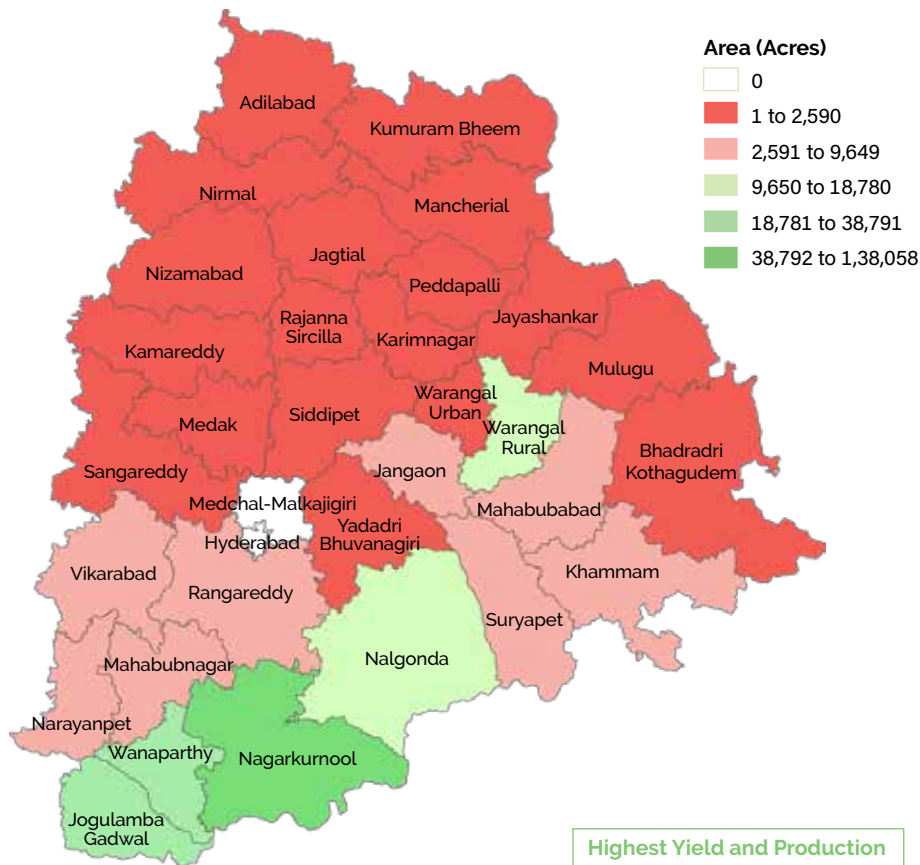 Area (Acres)
0
1 to 2,590
2,591 to 9,649
9,650 to 18,780
18,781 to 38,791
38,792 to 1,38,058
Adilabad
Kumuram Bheem
Nirmal
Mancherial
Jagtial
Nizamabad
Peddapalli
Rajanna
Sircilla
Jayashankar
Karimnagar
Kamareddy
Mulugu
Warangal
Urban
Siddipet
Medak
Warangal
Rural
Bhadradri
Kothagudem
Sangareddy
Jangaon
Medchal-Malkajigiri
Mahabubabad
Yadadri
Bhuvanagiri
Hyderabad
Vikarabad
Khammam
Rangareddy
Suryapet
Nalgonda
Mahabubnagar
Narayanpet
Wanaparthy
Nagarkurnool
Jogulamba
Gadwal
Highest Yield and Production